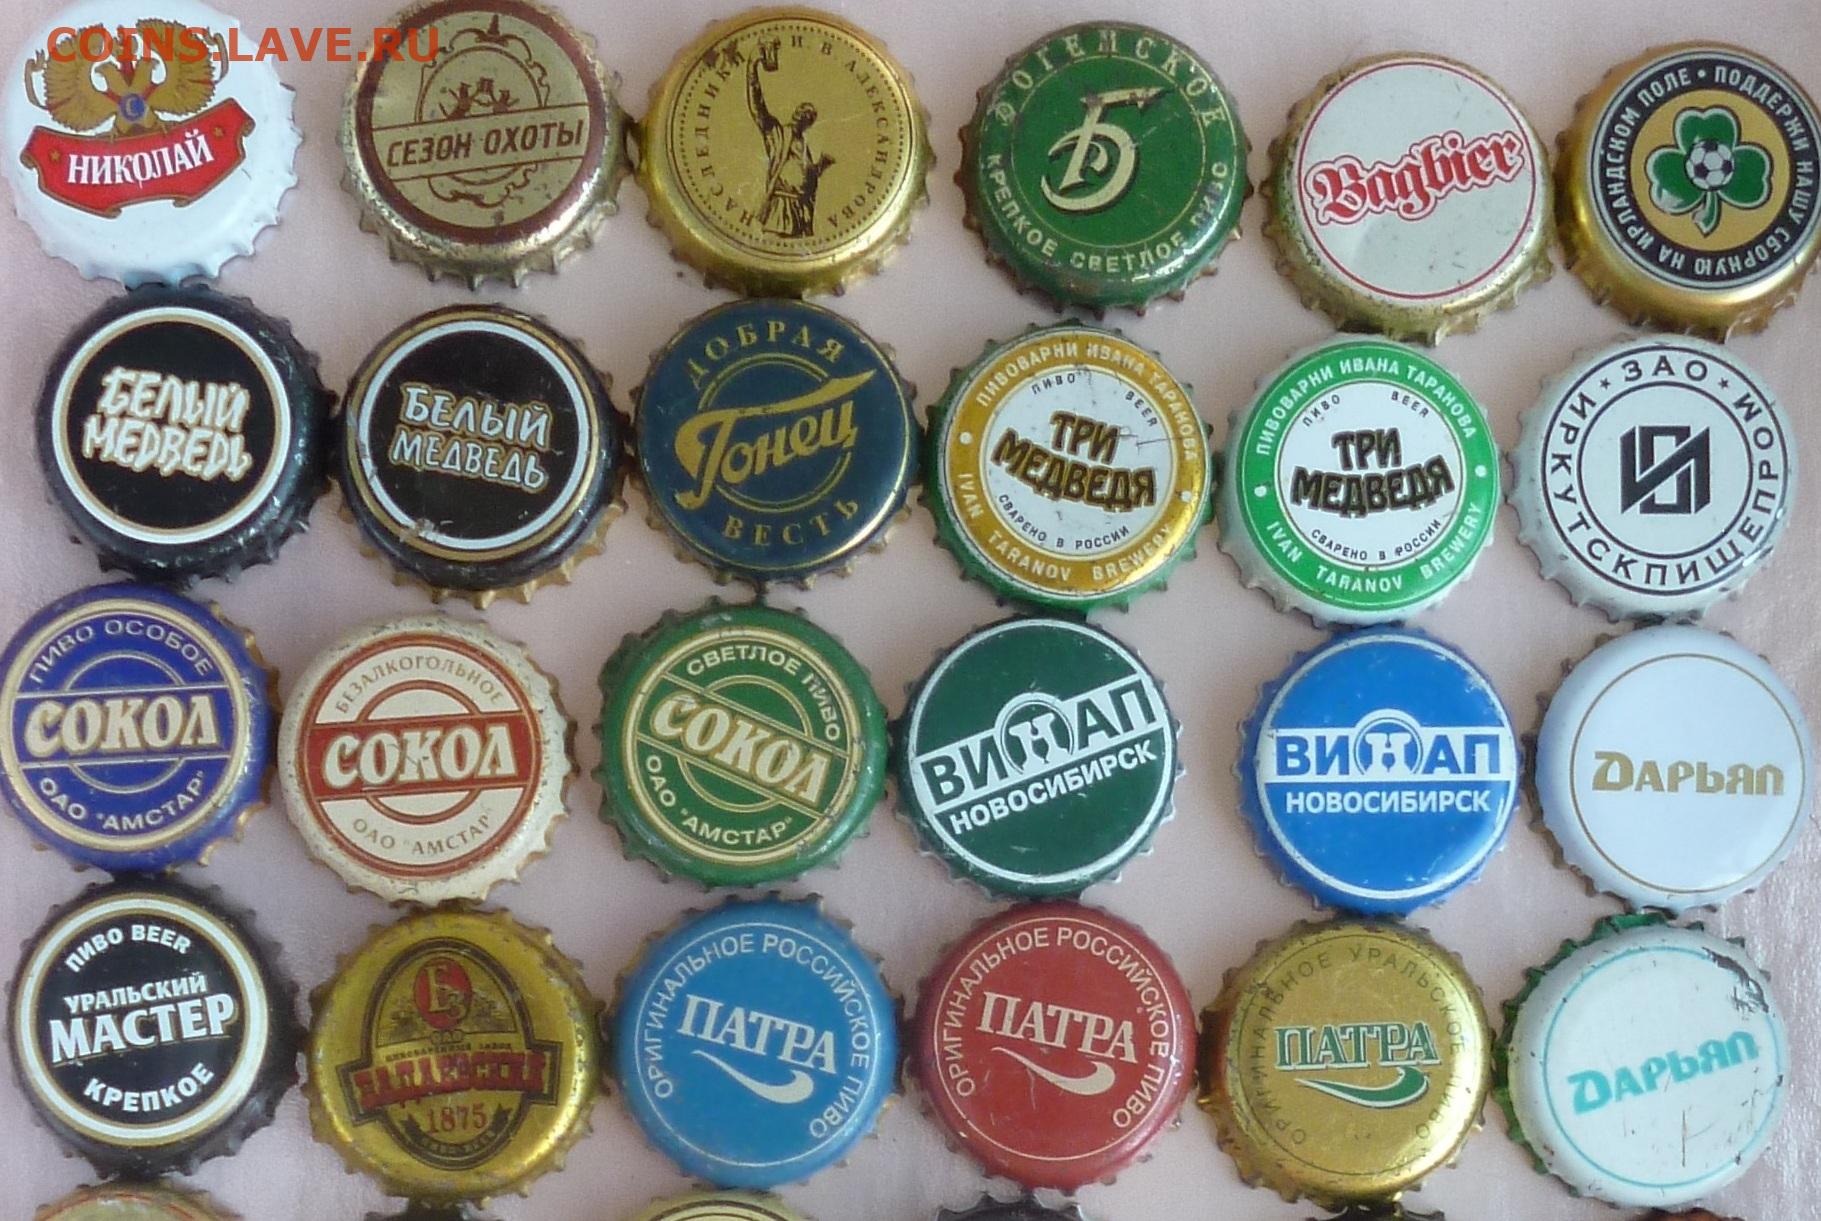 COINS.LAVE.RU
НИКОЛАЙ
СЕЗОН ОХОТЫ
НАСЛЕДНИКИ И. В. АЛЕКСАНДРОВА
БОГЕМСКОЕ
Б
КРЕПКОЕ СВЕТЛОЕ ПИВО
Bagbier
ПОДДЕРЖИ НАШУ СБОРНУЮ НА ИРЛАНДСКОМ ПОЛЕ
БЕЛЫЙ
МЕDВЕDЬ
БЕЛЫЙ
МЕДВЕДЬ
ДОБРАЯ
Гонец
ВЕСТЬ
ПИВОВАРНИ ИВАНА ТАРАНОВА
ПИВО BEER
ТРИ
МЕДВЕДЯ
СВАРЕНО В РОССИИ
IVAN TARANOV BREWERY
ПИВОВАРНИ ИВАНА ТАРАНОВА
ПИВО BEER
ТРИ
МЕДВЕДЯ
СВАРЕНО В РОССИИ
IVAN TARANOV BREWERY
ЗАО
ИРКУТСКПИЩЕПРОМ
ПИВО ОСОБОЕ
СОКОЛ
ОАО "АМСТАР"
БЕЗАЛКОГОЛЬНОЕ
СОКОЛ
ОАО "АМСТАР"
СВЕТЛОЕ ПИВО
СОКОЛ
ОАО "АМСТАР"
ВИНАП
НОВОСИБИРСК
ВИНАП
НОВОСИБИРСК
ДАРЬЯЛ
ПИВО BEER
УРАЛЬСКИЙ
МАСТЕР
КРЕПКОЕ
ОАО
1875
ОРИГИНАЛЬНОЕ РОССИЙСКОЕ ПИВО
ПАТРА
ОРИГИНАЛЬНОЕ РОССИЙСКОЕ ПИВО
ПАТРА
ОРИГИНАЛЬНОЕ УРАЛЬСКОЕ ПИВО
ПАТРА
ДАРЬЯЛ